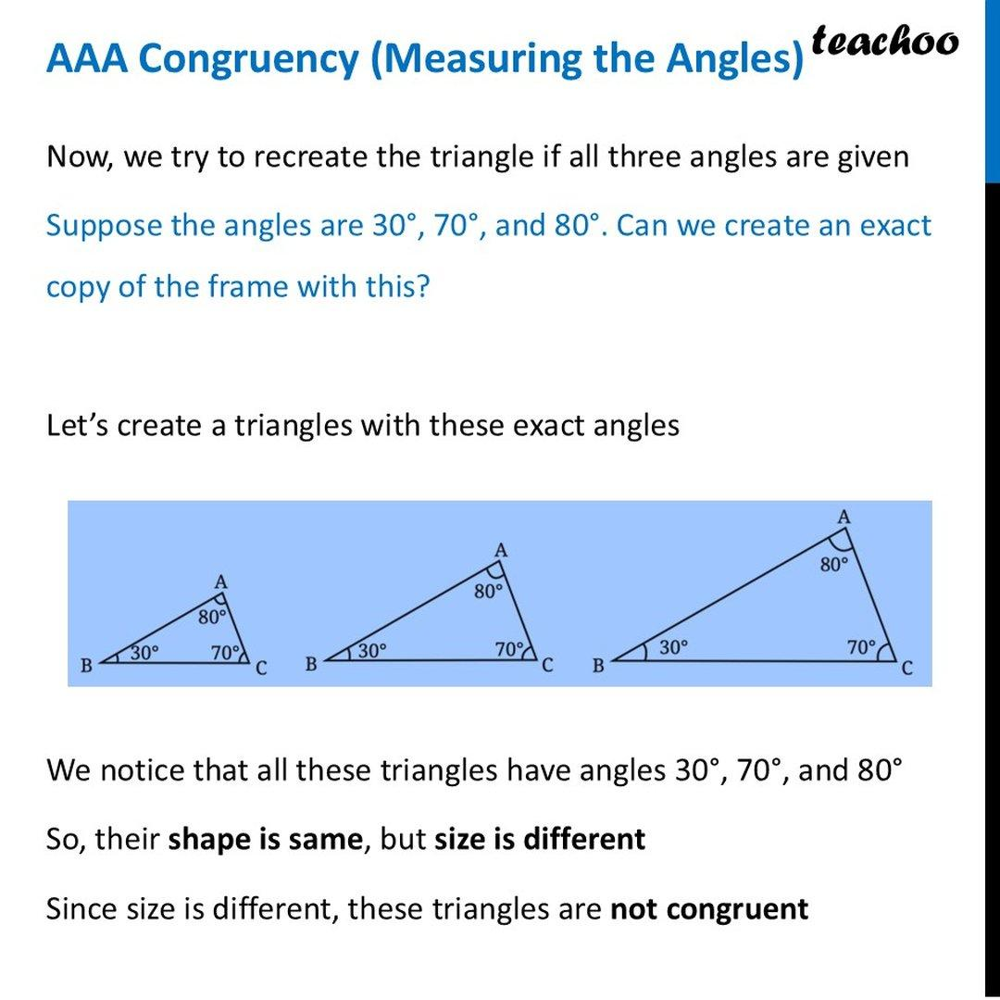 AAA Congruency (Measuring the Angles)
teachoo
Now, we try to recreate the triangle if all three angles are given
Suppose the angles are 30°, 70°, and 80°. Can we create an exact
copy of the frame with this?
Let’s create a triangles with these exact angles
A
80°
30°
70°
B
C
A
80°
30°
70°
B
C
A
80°
30°
70°
B
C
We notice that all these triangles have angles 30°, 70°, and 80°
So, their shape is same, but size is different
Since size is different, these triangles are not congruent